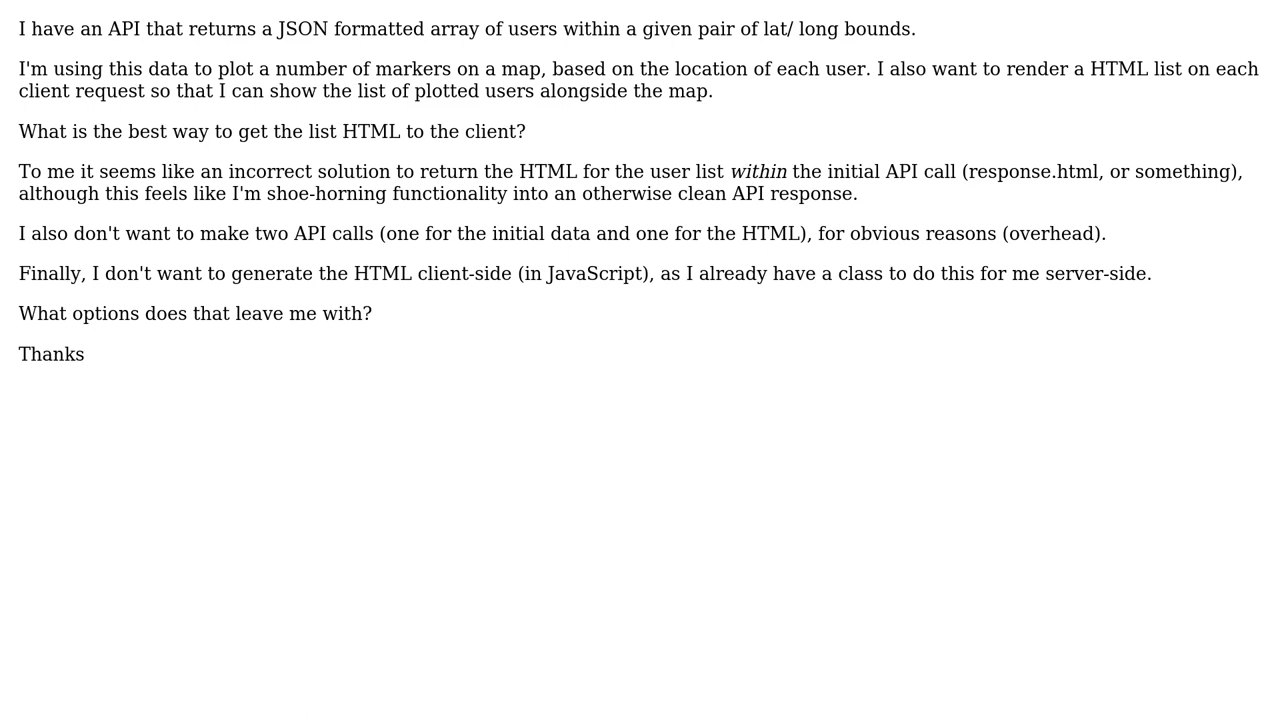 I have an API that returns a JSON formatted array of users within a given pair of lat/ long bounds.
I'm using this data to plot a number of markers on a map, based on the location of each user. I also want to render a HTML list on each
client request so that I can show the list of plotted users alongside the map.
What is the best way to get the list HTML to the client?
To me it seems like an incorrect solution to return the HTML for the user list within the initial API call (response.html, or something),
although this feels like I'm shoe-horning functionality into an otherwise clean API response.
I also don't want to make two API calls (one for the initial data and one for the HTML), for obvious reasons (overhead).
Finally, I don't want to generate the HTML client-side (in JavaScript), as I already have a class to do this for me server-side.
What options does that leave me with?
Thanks